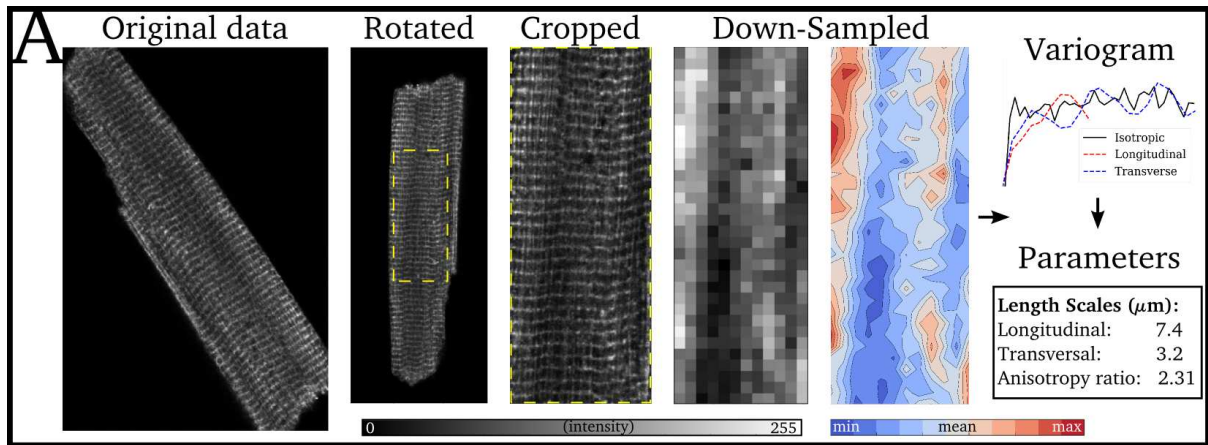 A
Original data
Rotated
Cropped
Down-Sampled
Variogram
Isotropic
Longitudinal
Transverse
Parameters
Length Scales (μm):
Longitudinal: 7.4
Transversal: 3.2
Anisotropy ratio: 2.31
0 (intensity) 255
min mean max